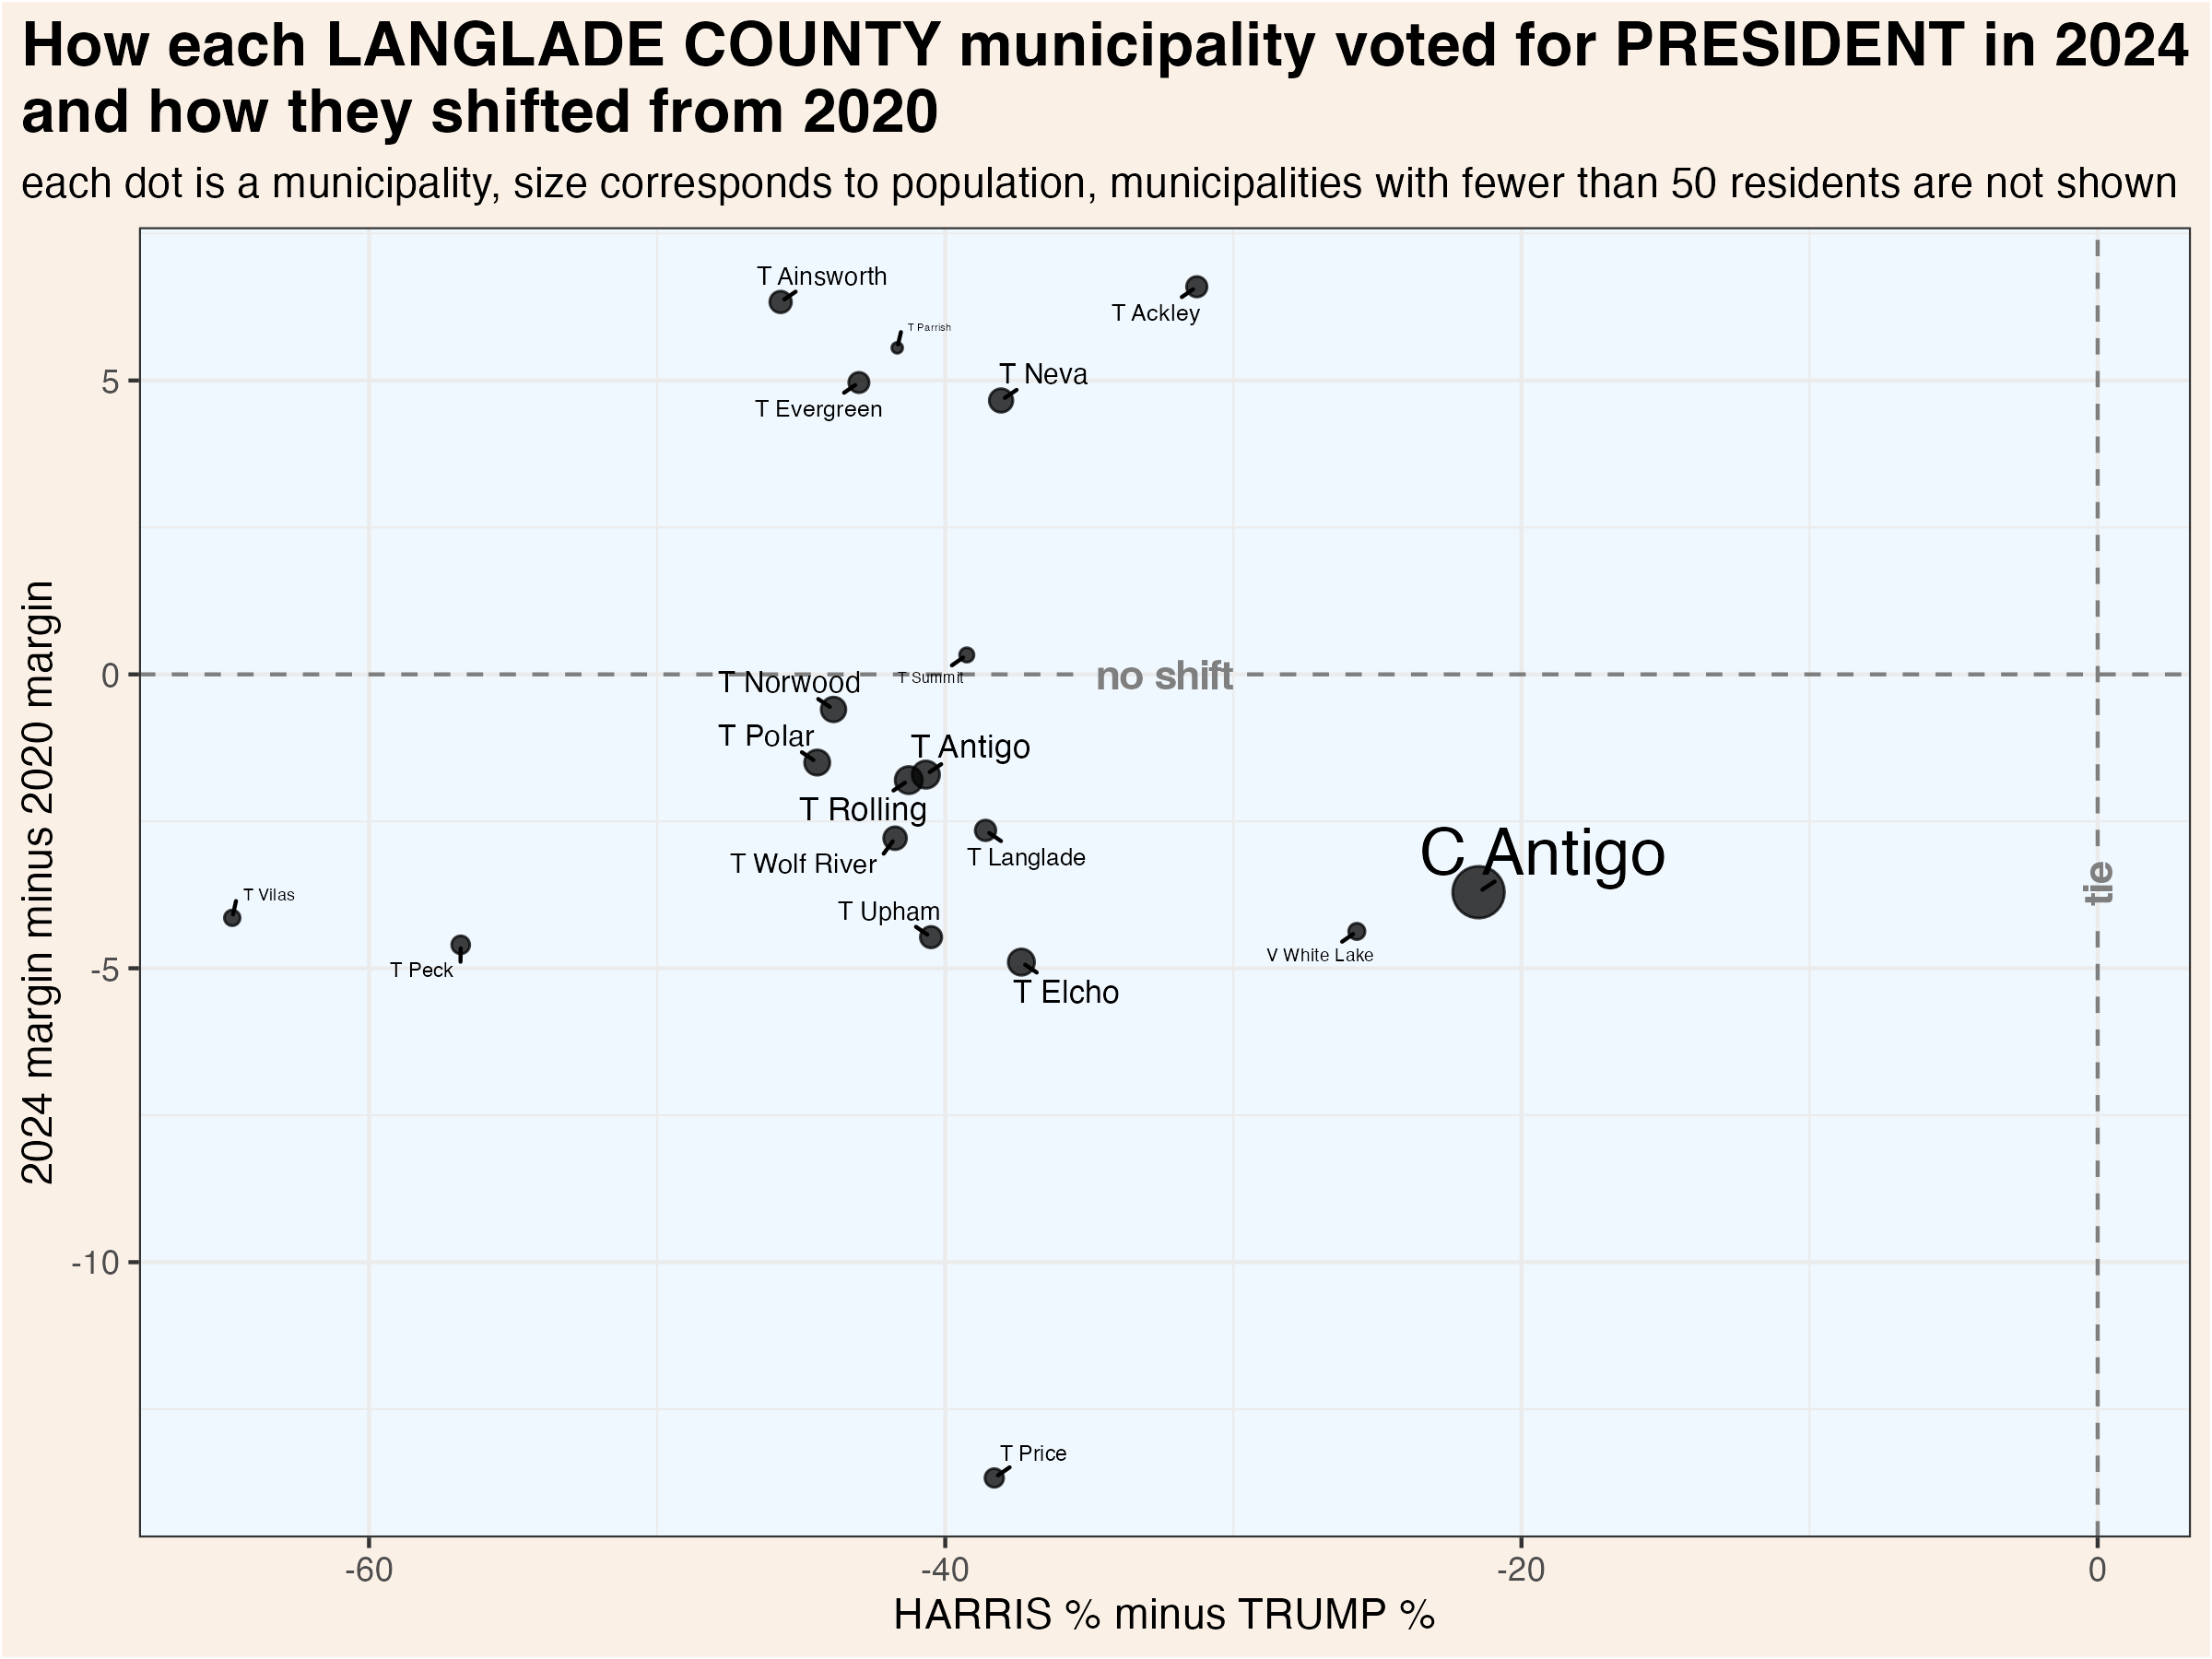 How each LANGLADE COUNTY municipality voted for PRESIDENT in 2024
and how they shifted from 2020
each dot is a municipality, size corresponds to population, municipalities with fewer than 50 residents are not shown
T Ainsworth
T Ackley
T Parrish
T Neva
5
T Evergreen
2024 margin minus 2020 margin
0
no shift
T Summit
T Norwood
T Polar
T Antigo
T Rolling
T Wolf River
T Langlade
C Antigo
tie
T Vilas
T Upham
V White Lake
T Peck
-5
T Elcho
-10
T Price
-60
-40
-20
0
HARRIS % minus TRUMP %